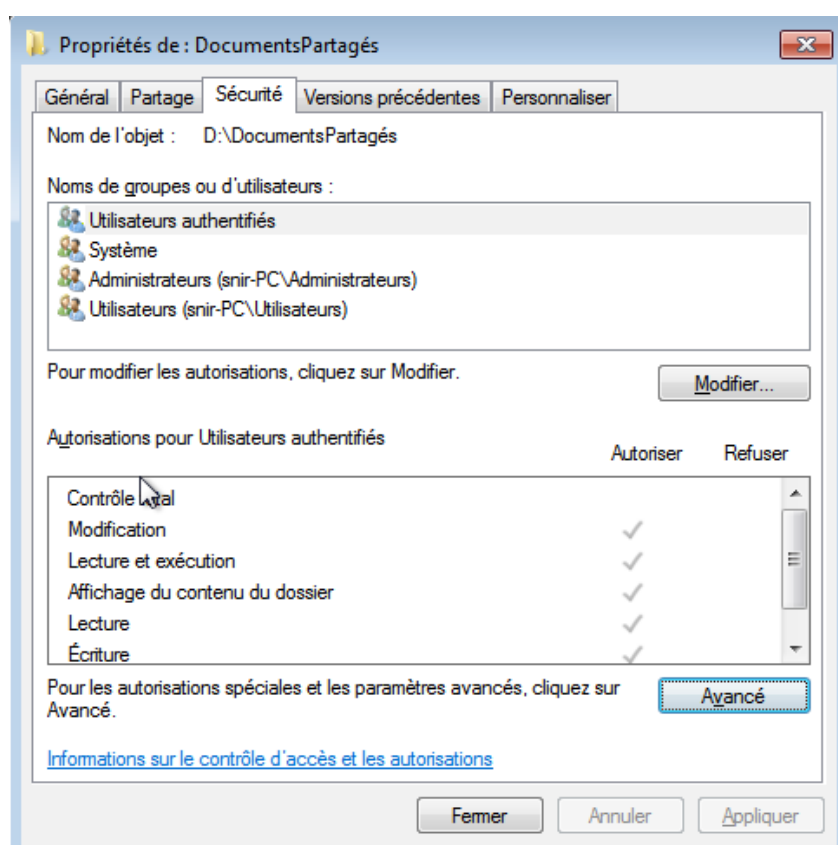 Propriétés de : DocumentsPartagés
Général Partage Sécurité Versions précédentes Personnaliser
Nom de l'objet : D:\DocumentsPartagés
Noms de groupes ou d'utilisateurs :
Utilisateurs authentifiés
Système
Administrateurs (snir-PC\Administrateurs)
Utilisateurs (snir-PC\Utilisateurs)
Pour modifier les autorisations, cliquez sur Modifier.
Modifier...
Autorisations pour Utilisateurs authentifiés
Autoriser Refuser
Contrôle
Modification
Lecture et exécution
Affichage du contenu du dossier
Lecture
Écriture
Pour les autorisations spéciales et les paramètres avancés, cliquez sur
Avancé.
Avancé
Informations sur le contrôle d'accès et les autorisations
Fermer Annuler Appliquer